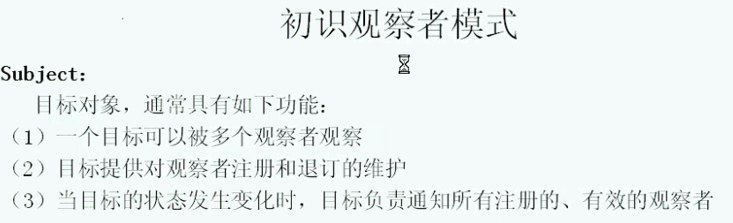 初识观察者模式
Subject：
目标对象，通常具有如下功能：
（1）一个目标可以被多个观察者观察
（2）目标提供对观察者注册和退订的维护
（3）当目标的状态发生变化时，目标负责通知所有注册的、有效的观察者